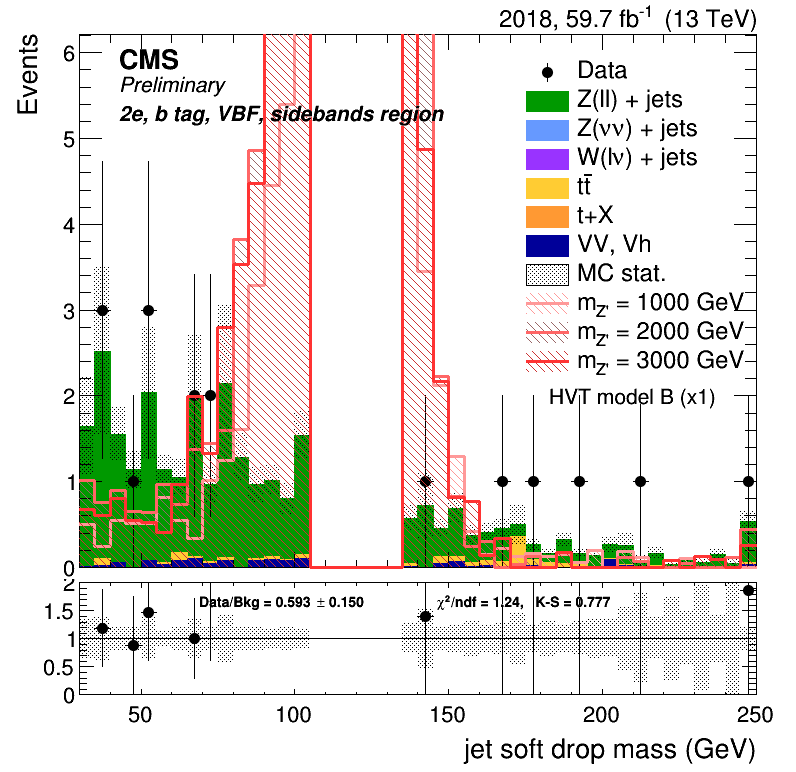 2018, 59.7 fb⁻¹ (13 TeV)
Events
CMS
Preliminary
2e, b tag, VBF, sidebands region
Data
Z(ll) + jets
Z(νν) + jets
W(lν) + jets
tt̄
t+X
VV, Vh
MC stat.
m_Z' = 1000 GeV
m_Z' = 2000 GeV
m_Z' = 3000 GeV
HVT model B (x1)
6
5
4
3
2
1
0
Data/Bkg = 0.593 ± 0.150
χ²/ndf = 1.24, K-S = 0.777
2
1.5
1
0.5
0
50 100 150 200 250
jet soft drop mass (GeV)